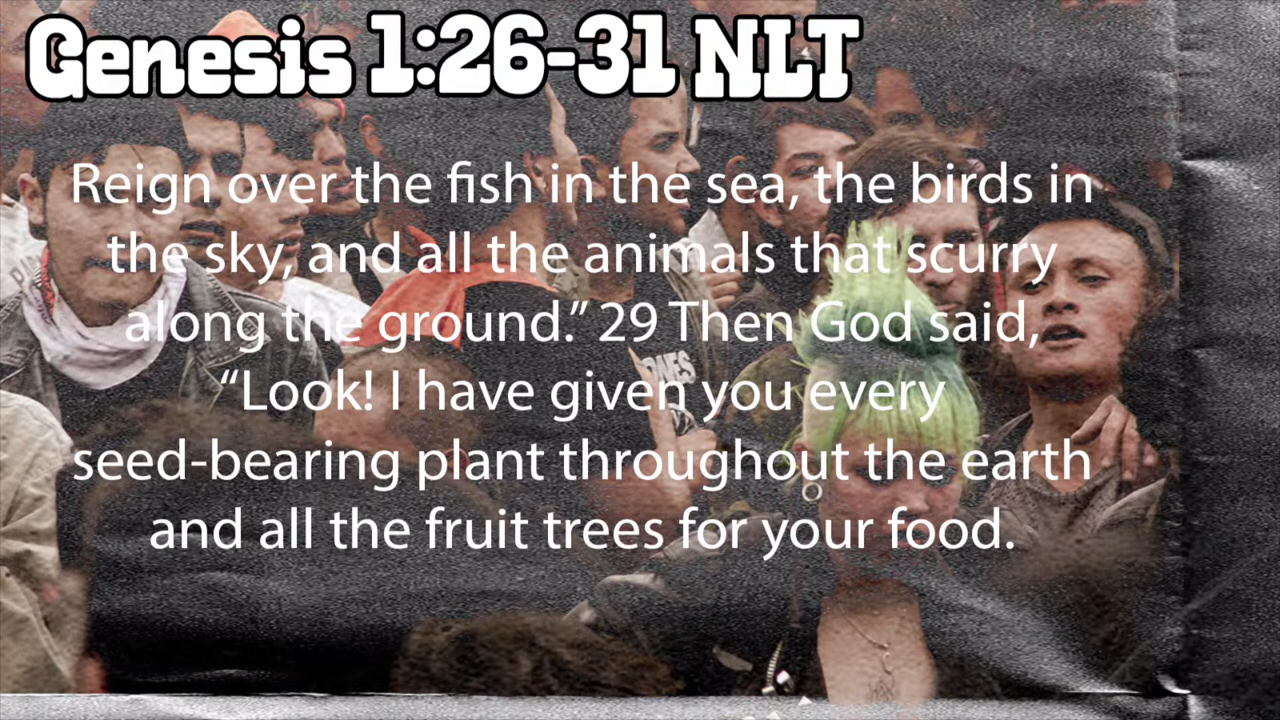 Genesis 1:26-31 NLT
Reign over the fish in the sea, the birds in
the sky, and all the animals that scurry
along the ground.” 29 Then God said,
“Look! I have given you every
seed-bearing plant throughout the earth
and all the fruit trees for your food.